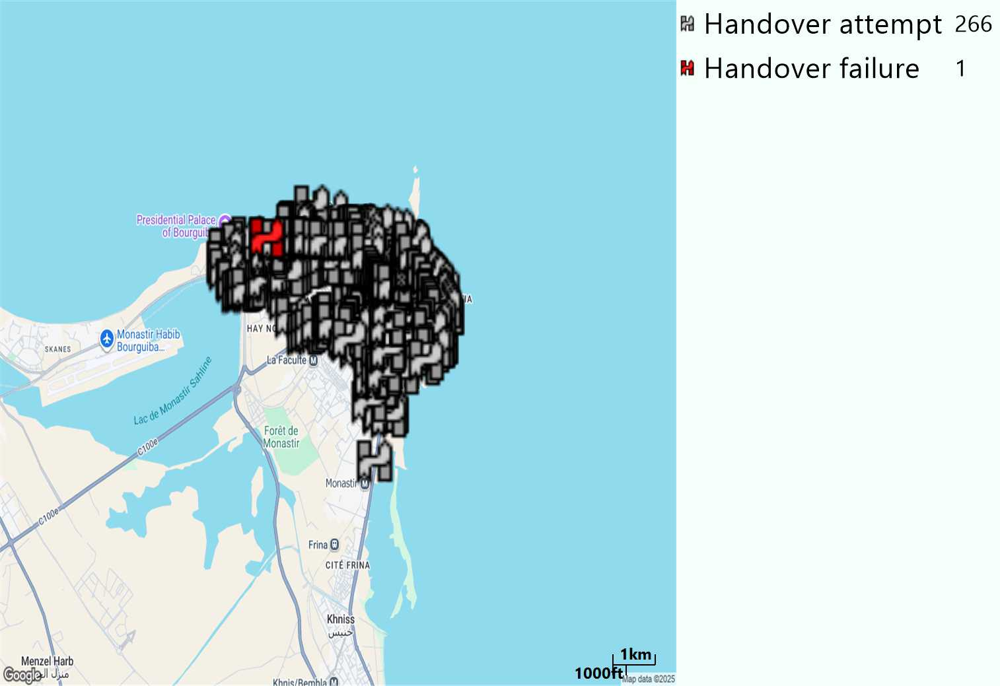 Handover attempt 266
Handover failure 1
Presidential Palace
of Bourguib
IA
HAY NO
Monastir Habib
Bourguiba...
SKANES
La Faculte M
Lac de Monastir Sahline
Forêt de
Monastir
C100e
Monastir M
C100e
Frina
CITÉ FRINA
Khniss
خنيس
Menzel Harb
منزل
Google
Khnis/Bembla M
1km
1000ft
Map data ©2025